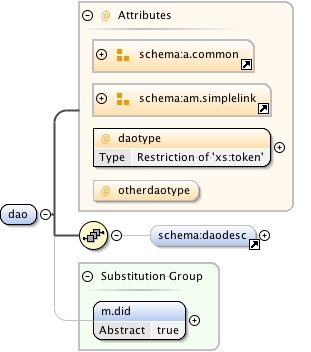 @ Attributes
schema:a.common
schema:am.simplelink
@ daotype
Type Restriction of 'xs:token'
@ otherdaotype
dao
schema:daodesc
Substitution Group
m.did
Abstract true